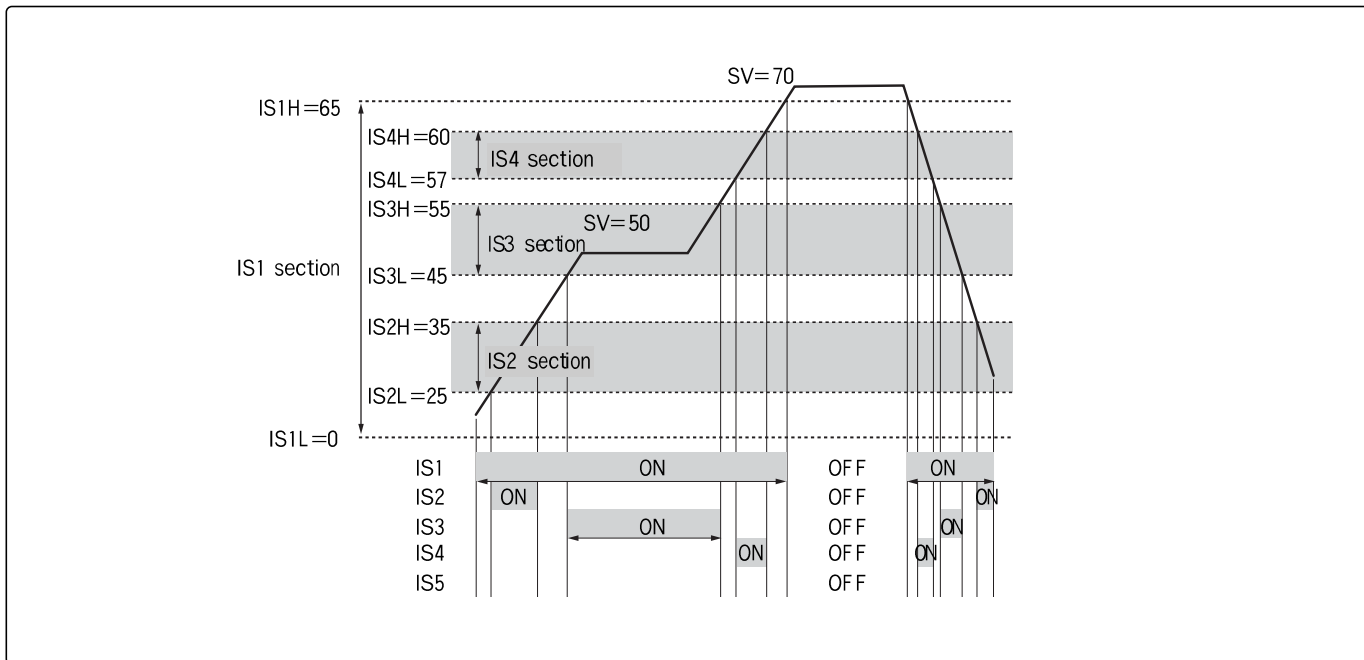 SV=70
IS1H=65
IS4H=60
IS4 section
IS4L=57
IS3H=55
SV=50
IS3 section
IS1 section
IS3L=45
IS2H=35
IS2 section
IS2L=25
IS1L=0
IS1 ON OFF ON
IS2 ON OFF ON
IS3 ON OFF ON
IS4 ON OFF ON
IS5 OFF